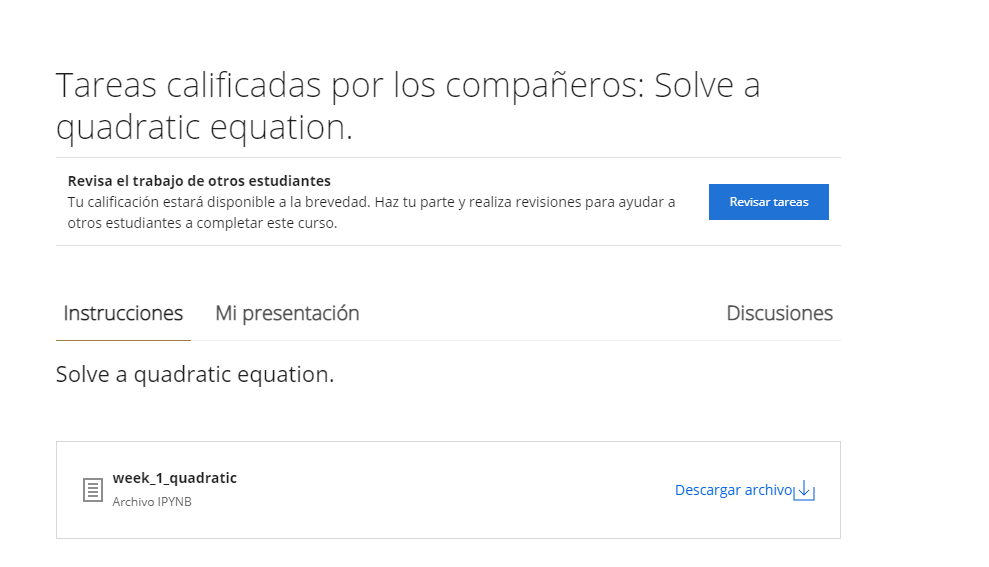 Tareas calificadas por los compañeros: Solve a
quadratic equation.
Revisa el trabajo de otros estudiantes
Tu calificación estará disponible a la brevedad. Haz tu parte y realiza revisiones para ayudar a
otros estudiantes a completar este curso.
Revisar tareas
Instrucciones Mi presentación Discusiones
Solve a quadratic equation.
week_1_quadratic
Archivo IPYNB
Descargar archivo